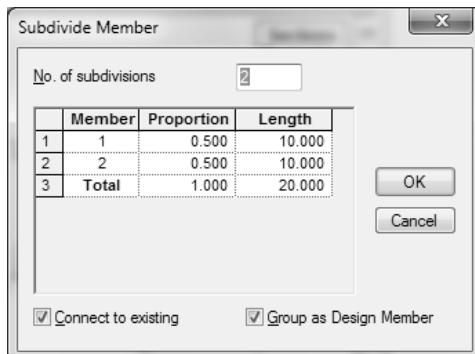 Subdivide Member
x
No. of subdivisions 2
Member Proportion Length
1 1 0.500 10.000
2 2 0.500 10.000
3 Total 1.000 20.000
OK
Cancel
Connect to existing Group as Design Member